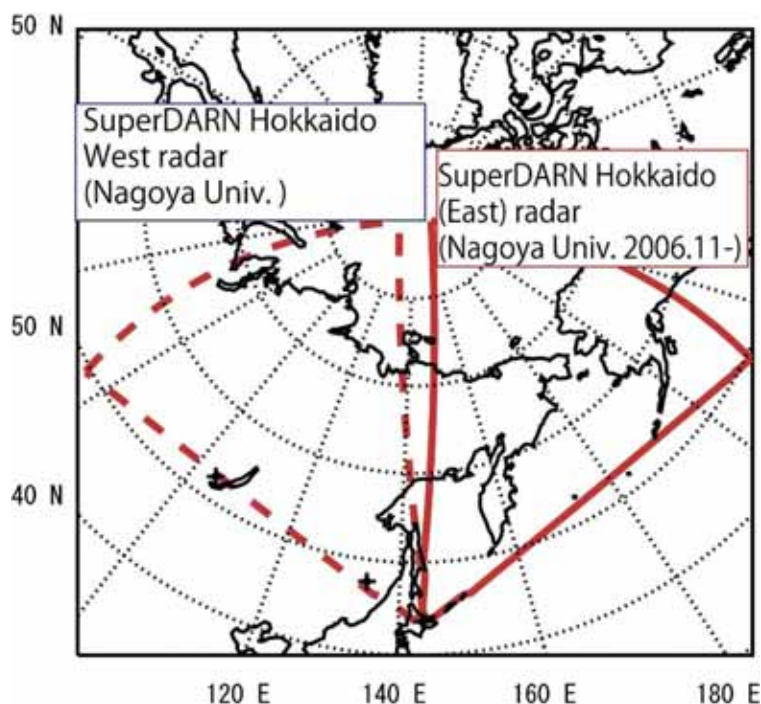 50 N
SuperDARN Hokkaido
West radar
(Nagoya Univ. )
SuperDARN Hokkaido
(East) radar
(Nagoya Univ. 2006.11-)
50 N
40 N
120 E 140 E 160 E 180 E